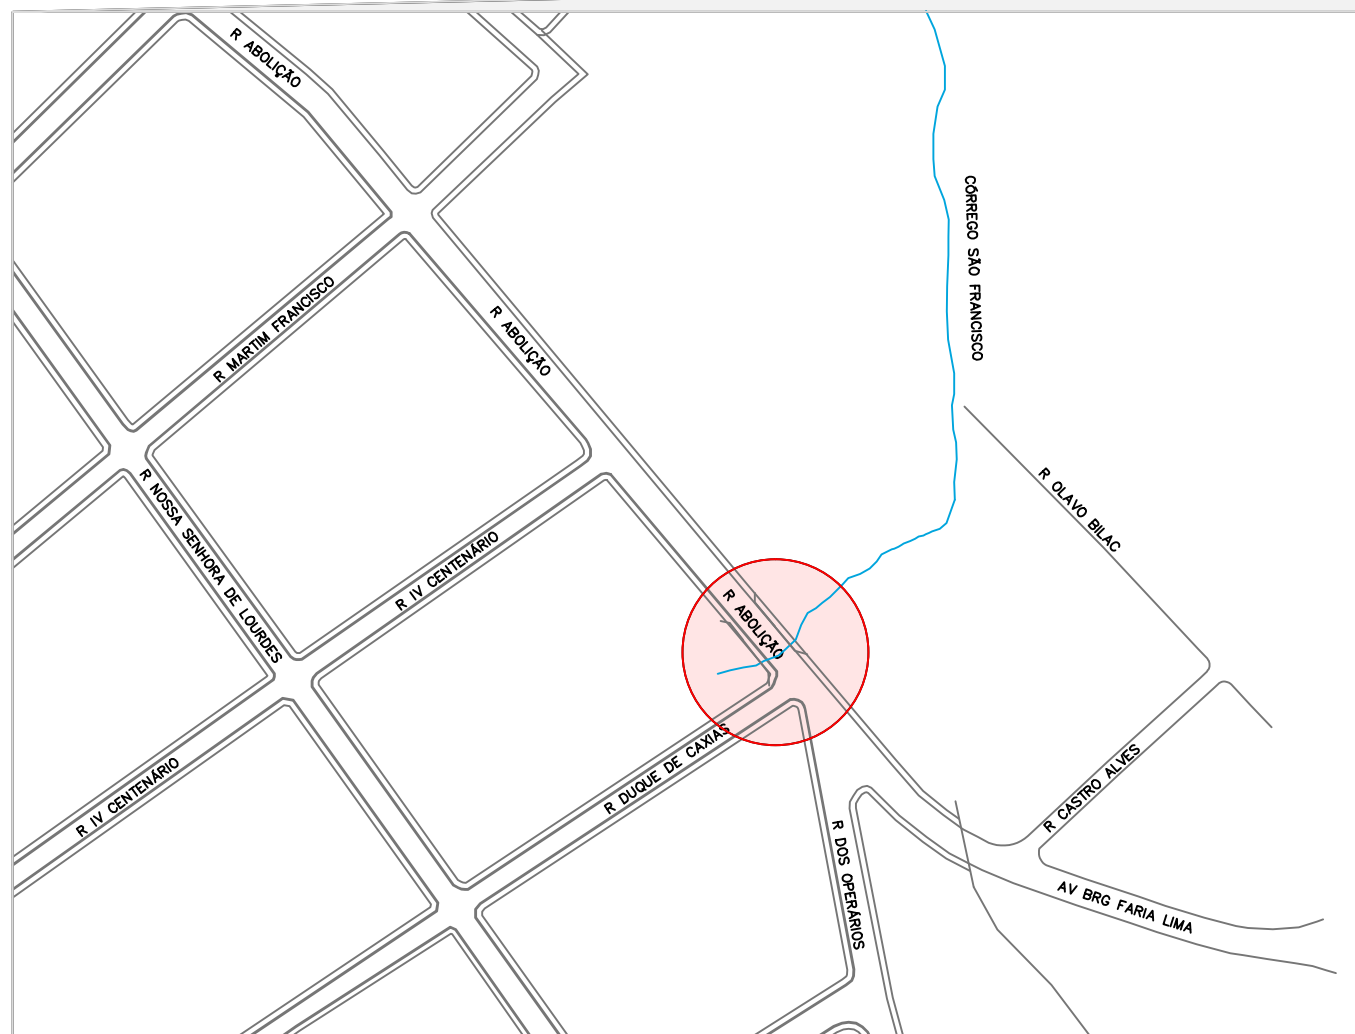 R ABOLIÇÃO
CÓRREGO SÃO FRANCISCO
R MARTIM FRANCISCO
R ABOLIÇÃO
R OLAVO BILAC
R NOSSA SENHORA DE LOURDES
R IV CENTENÁRIO
R ABOLIÇÃO
R DUQUE DE CAXIAS
R IV CENTENÁRIO
R CASTRO ALVES
R DOS OPERÁRIOS
AV BRG FARIA LIMA